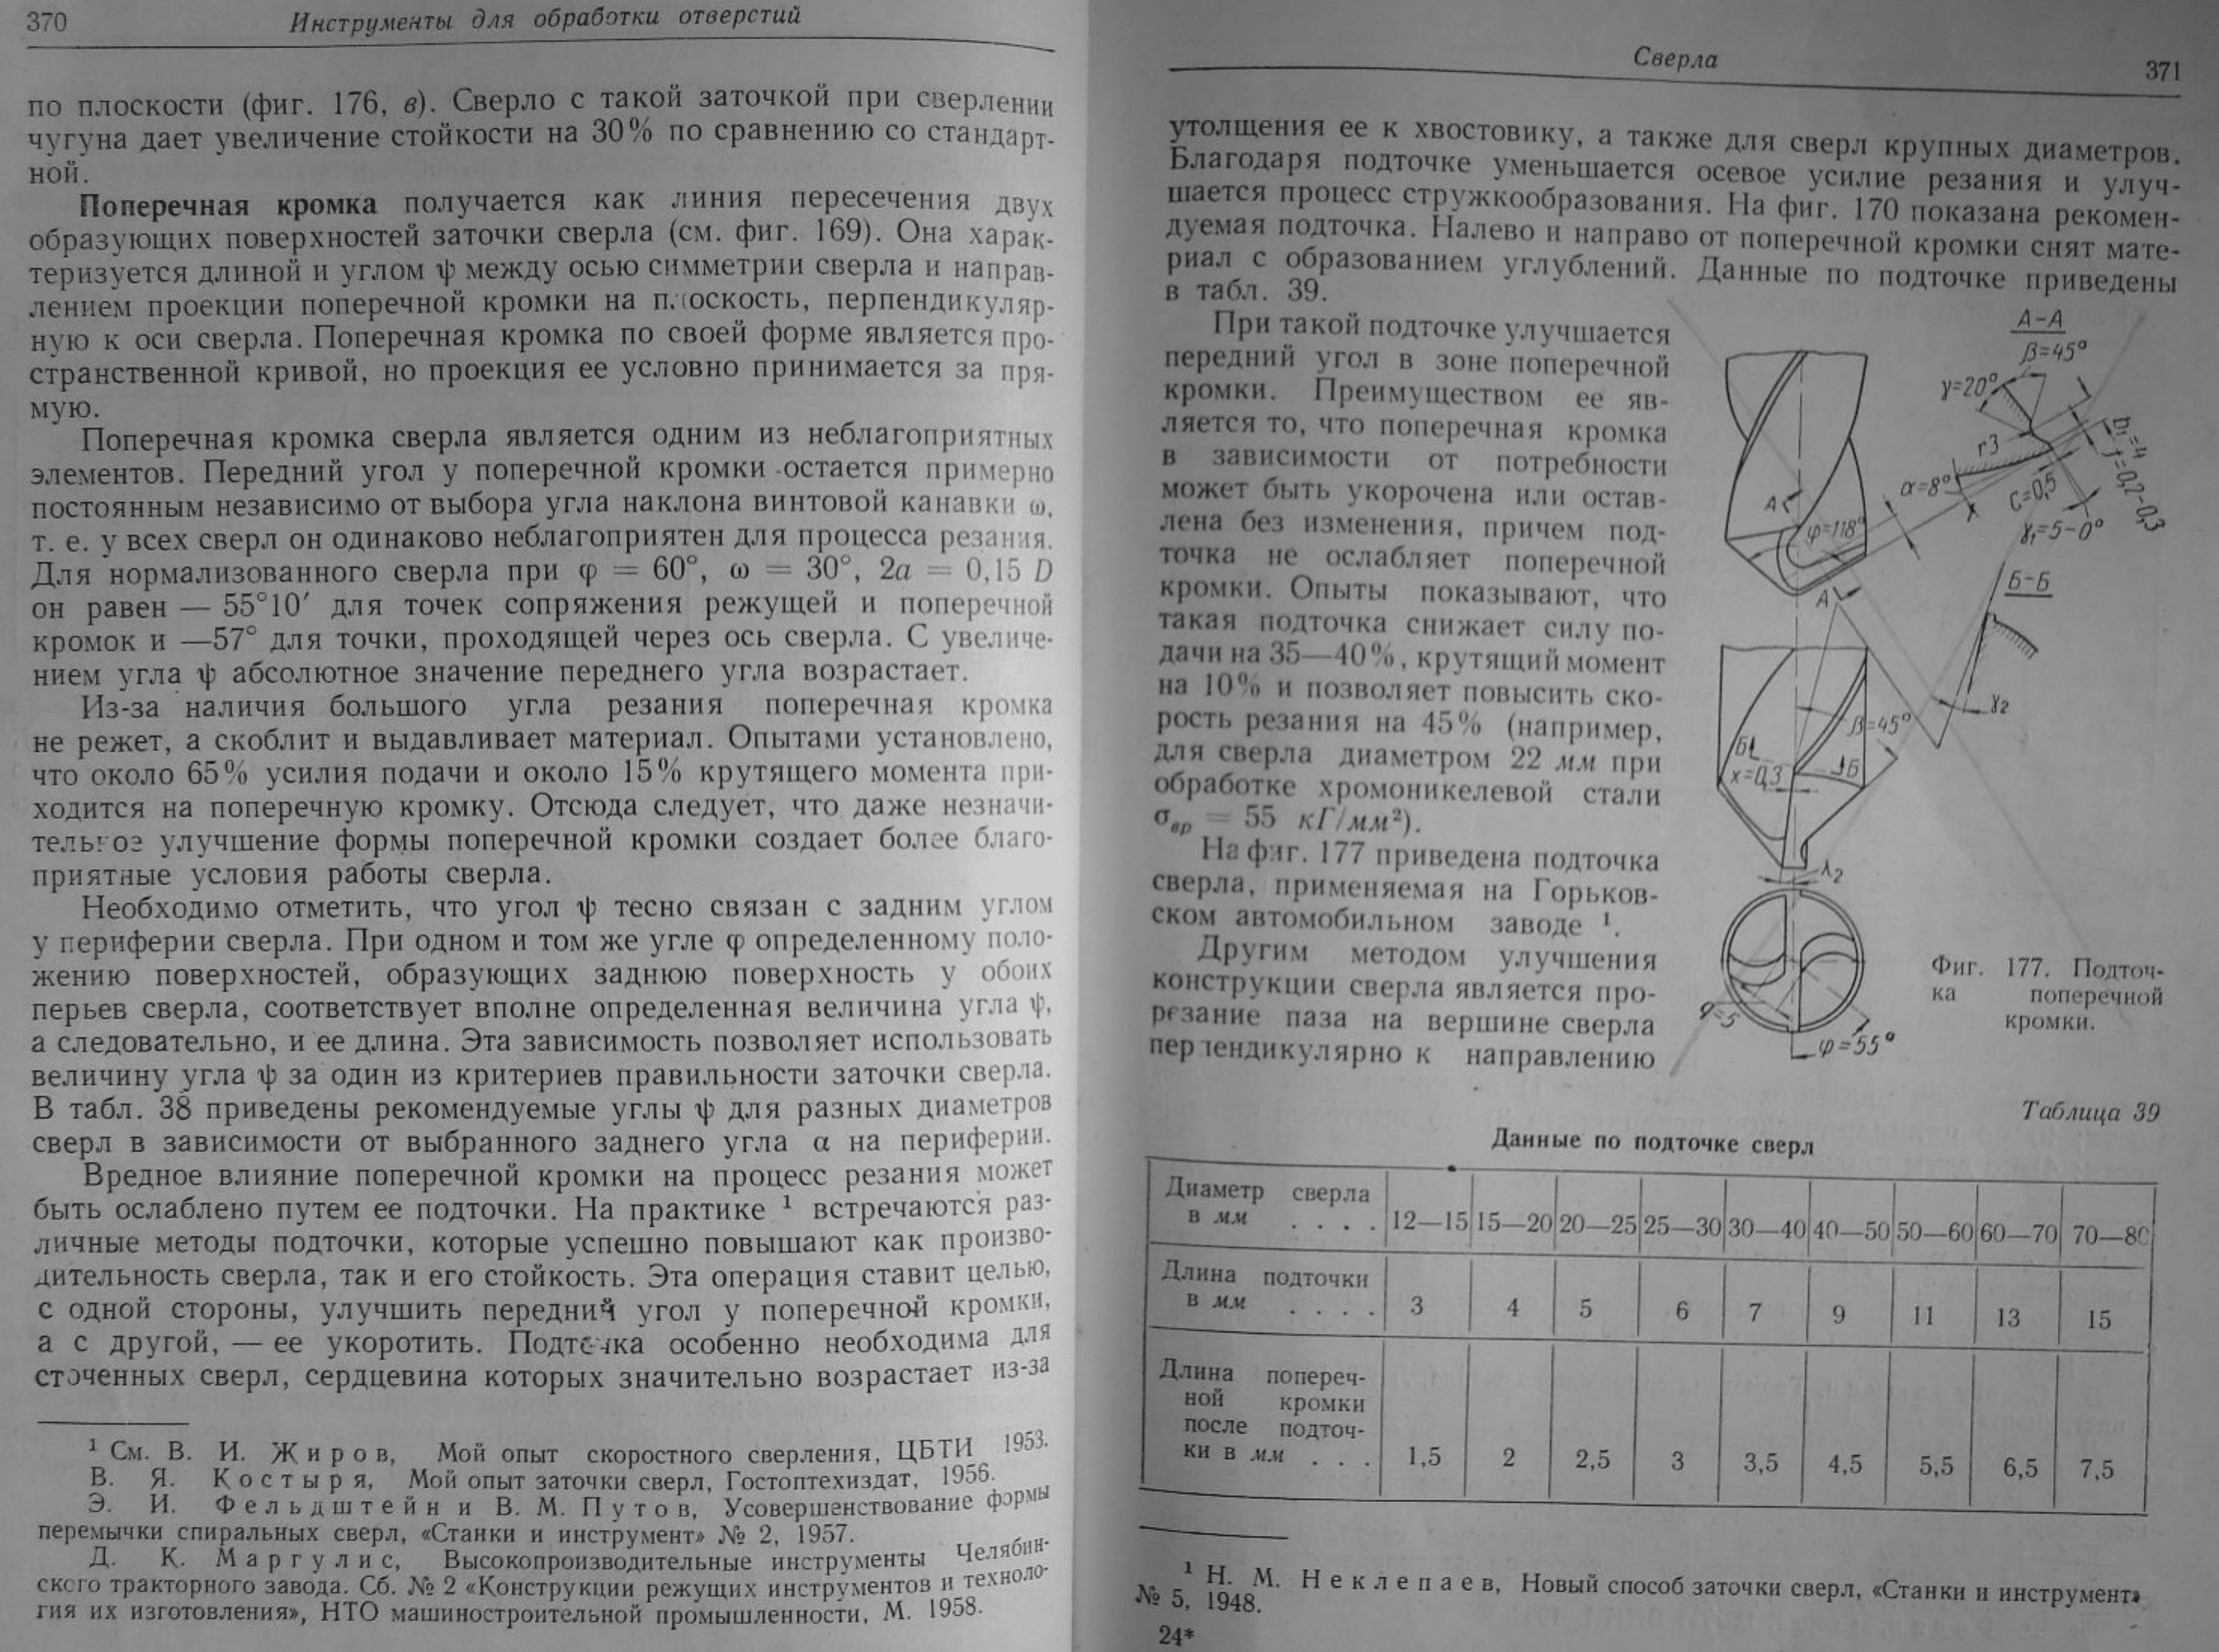 370
Инструменты для обработки отверстий
по плоскости (фиг. 176, в). Сверло с такой заточкой при сверлении
чугуна дает увеличение стойкости на 30% по сравнению со стандарт-
ной.
Поперечная кромка получается как линия пересечения двух
образующих поверхностей заточки сверла (см. фиг. 169). Она харак-
теризуется длиной и углом ψ между осью симметрии сверла и направ-
лением проекции поперечной кромки на плоскость, перпендикуляр-
ную к оси сверла. Поперечная кромка по своей форме является про-
странственной кривой, но проекция ее условно принимается за пря-
мую.
Поперечная кромка сверла является одним из неблагоприятных
элементов. Передний угол у поперечной кромки остается примерно
постоянным независимо от выбора угла наклона винтовой канавки ω,
т. е. у всех сверл он одинаково неблагоприятен для процесса резания.
Для нормализованного сверла при φ = 60°, ω = 30°, 2a = 0,15 D
он равен — 55°10′ для точек сопряжения режущей и поперечной
кромок и —57° для точки, проходящей через ось сверла. С увеличе-
нием угла ψ абсолютное значение переднего угла возрастает.
Из-за наличия большого угла резания поперечная кромка
не режет, а скоблит и выдавливает материал. Опытами установлено,
что около 65% усилия подачи и около 15% крутящего момента при-
ходится на поперечную кромку. Отсюда следует, что даже незначи-
тельное улучшение формы поперечной кромки создает более благо-
приятные условия работы сверла.
Необходимо отметить, что угол ψ тесно связан с задним углом
у периферии сверла. При одном и том же угле φ определенному поло-
жению поверхностей, образующих заднюю поверхность у обоих
перьев сверла, соответствует вполне определенная величина угла ψ,
а следовательно, и ее длина. Эта зависимость позволяет использовать
величину угла ψ за один из критериев правильности заточки сверла.
В табл. 38 приведены рекомендуемые углы ψ для разных диаметров
сверл в зависимости от выбранного заднего угла α на периферии.
Вредное влияние поперечной кромки на процесс резания может
быть ослаблено путем ее подточки. На практике ¹ встречаются раз-
личные методы подточки, которые успешно повышают как произво-
дительность сверла, так и его стойкость. Эта операция ставит целью,
с одной стороны, улучшить передний угол у поперечной кромки,
а с другой, — ее укоротить. Подточка особенно необходима для
сточенных сверл, сердцевина которых значительно возрастает из-за
¹ См. В. И. Жиров, Мой опыт скоростного сверления, ЦБТИ 1953.
В. Я. Костыря, Мой опыт заточки сверл, Гостоптехиздат, 1956.
Э. И. Фельдштейн и В. М. Путов, Усовершенствование формы
перемычки спиральных сверл, «Станки и инструмент» № 2, 1957.
Д. К. Маргулис, Высокопроизводительные инструменты Челябин-
ского тракторного завода. Сб. № 2 «Конструкции режущих инструментов и техноло-
гия их изготовления», НТО машиностроительной промышленности, М. 1958.
Сверла
371
утолщения ее к хвостовику, а также для сверл крупных диаметров.
Благодаря подточке уменьшается осевое усилие резания и улуч-
шается процесс стружкообразования. На фиг. 170 показана рекомен-
дуемая подточка. Налево и направо от поперечной кромки снят мате-
риал с образованием углублений. Данные по подточке приведены
в табл. 39.
При такой подточке улучшается
передний угол в зоне поперечной
кромки. Преимуществом ее яв-
ляется то, что поперечная кромка
в зависимости от потребности
может быть укорочена или остав-
лена без изменения, причем под-
точка не ослабляет поперечной
кромки. Опыты показывают, что
такая подточка снижает силу по-
дачи на 35—40%, крутящий момент
на 10% и позволяет повысить ско-
рость резания на 45% (например,
для сверла диаметром 22 мм при
обработке хромоникелевой стали
σвр = 55 кГ/мм²).
На фиг. 177 приведена подточка
сверла, применяемая на Горьков-
ском автомобильном заводе ¹.
Другим методом улучшения
конструкции сверла является про-
резание паза на вершине сверла
перпендикулярно к направлению
А-А
β=45°
γ=20°
r3
α=8°
C=0,5
b₁=4
f=0,2-0,3
γ₁=5-0°
А
φ=118°
А
Б-Б
γ₂
β=45°
Б
Б
x=0,3
λ₂
φ=55°
Фиг. 177. Подточ-
ка поперечной
кромки.
Таблица 39
Данные по подточке сверл
Диаметр сверла
в мм . . . . 12—15 15—20 20—25 25—30 30—40 40—50 50—60 60—70 70—80
Длина подточки
в мм . . . . 3 4 5 6 7 9 11 13 15
Длина попереч-
ной кромки
после подточ-
ки в мм . . . 1,5 2 2,5 3 3,5 4,5 5,5 6,5 7,5
¹ Н. М. Неклепаев, Новый способ заточки сверл, «Станки и инструмент»
№ 5, 1948.
24*